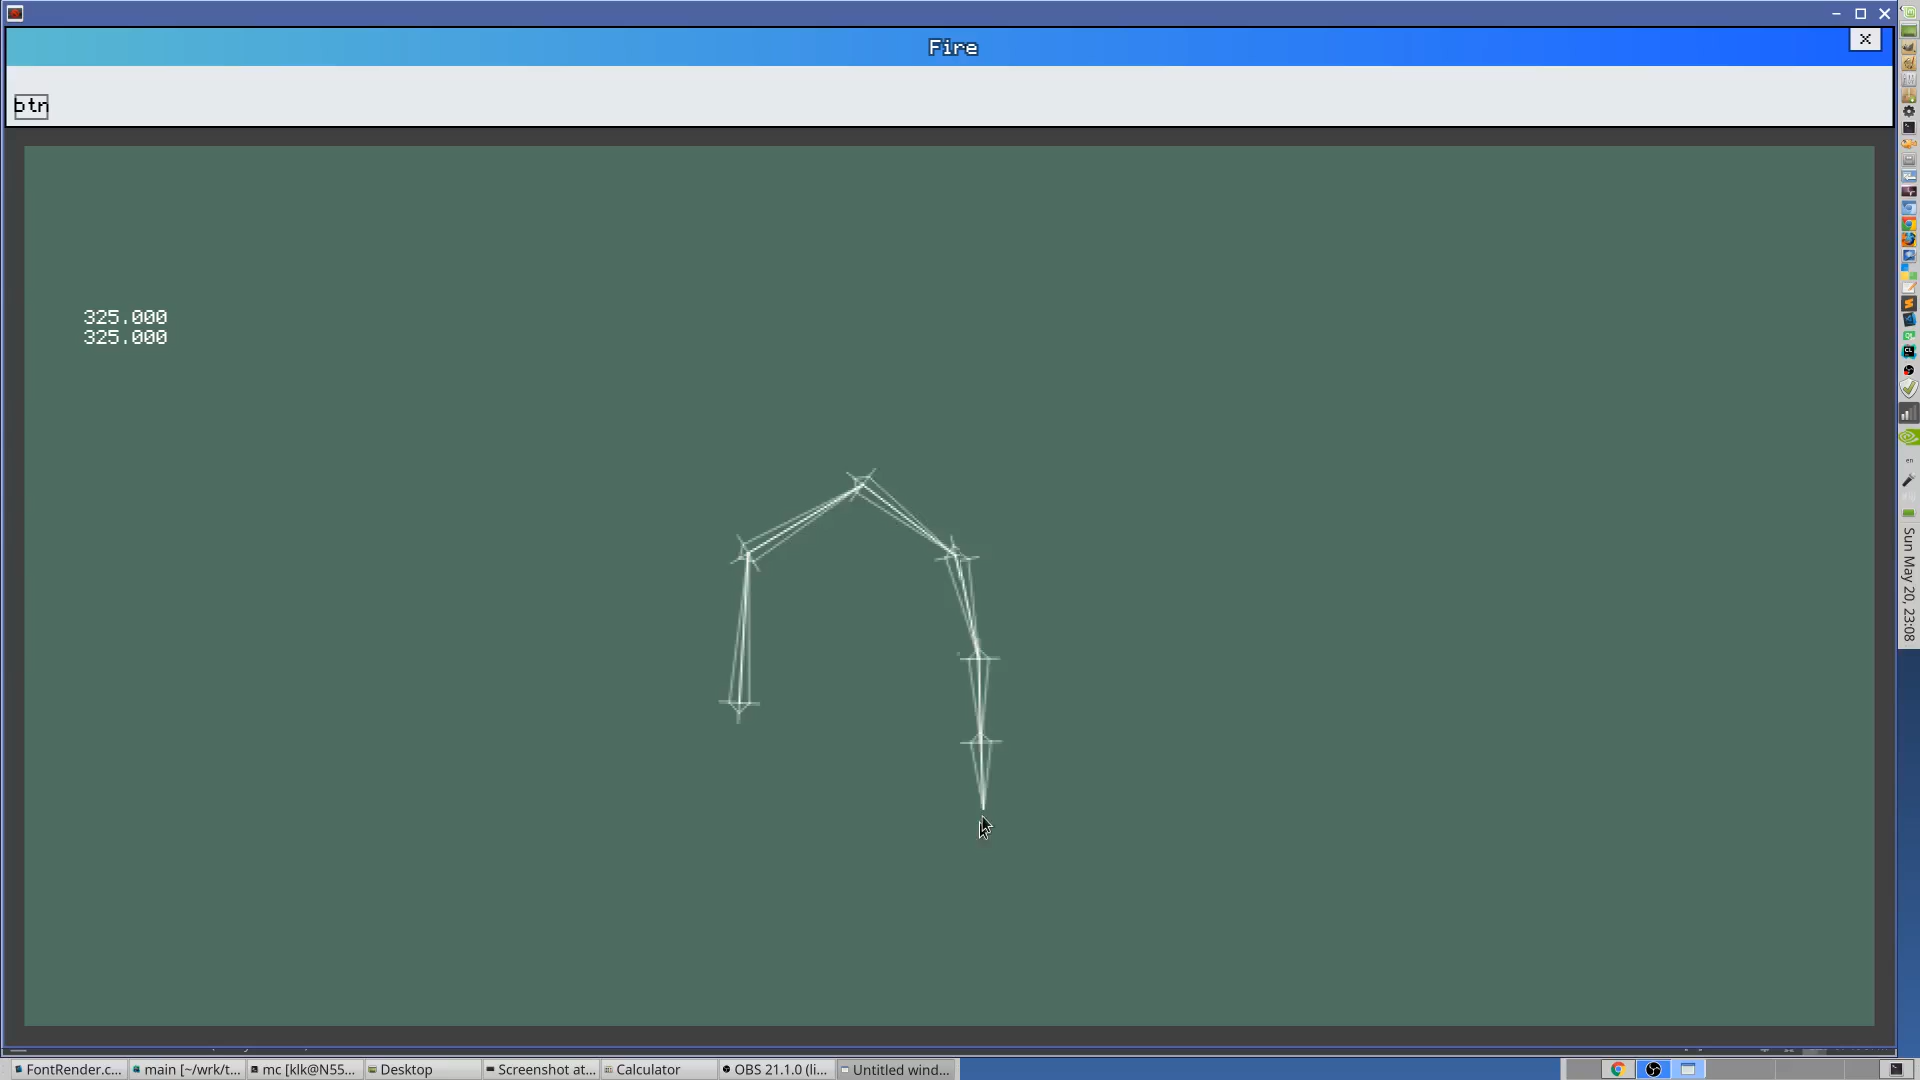 Fire
btn
325.000
325.000
en
Sun May 20, 23:08
FontRender.c...
main [~/wrk/t...
mc [klk@N55...
Desktop
Screenshot at...
Calculator
OBS 21.1.0 (li...
Untitled wind...